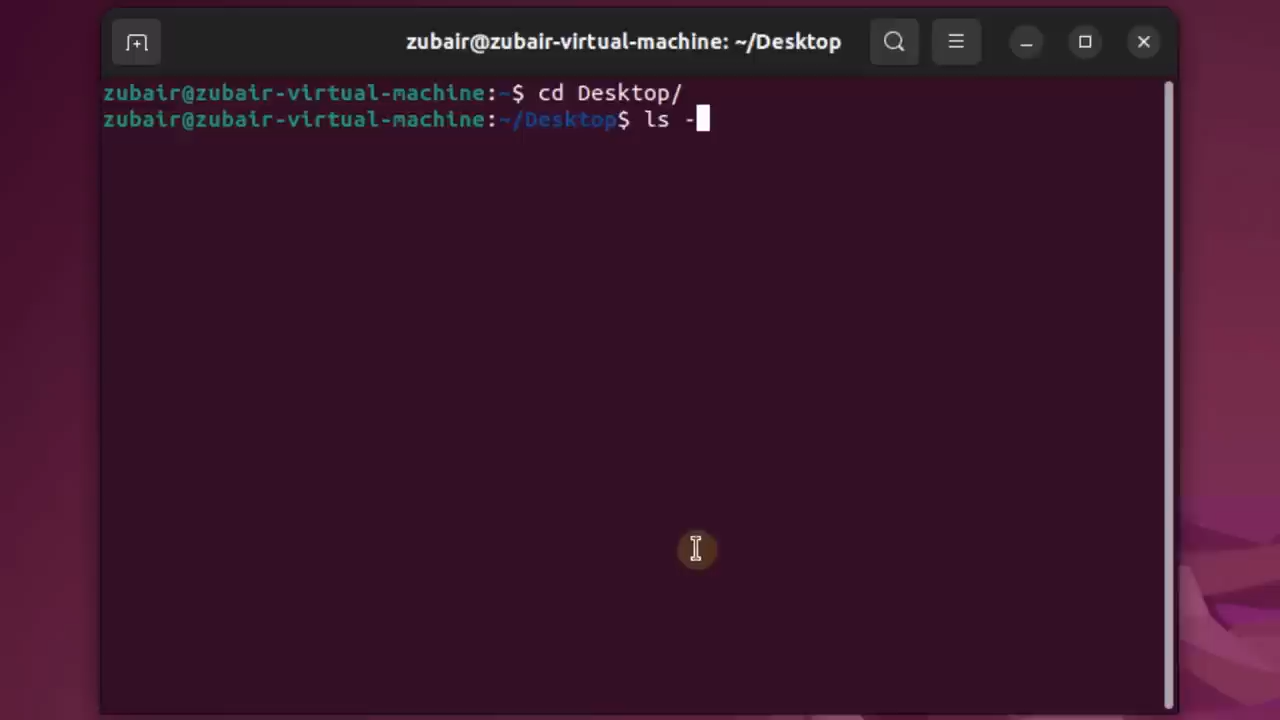 zubair@zubair-virtual-machine: ~/Desktop
zubair@zubair-virtual-machine:~$ cd Desktop/
zubair@zubair-virtual-machine:~/Desktop$ ls -